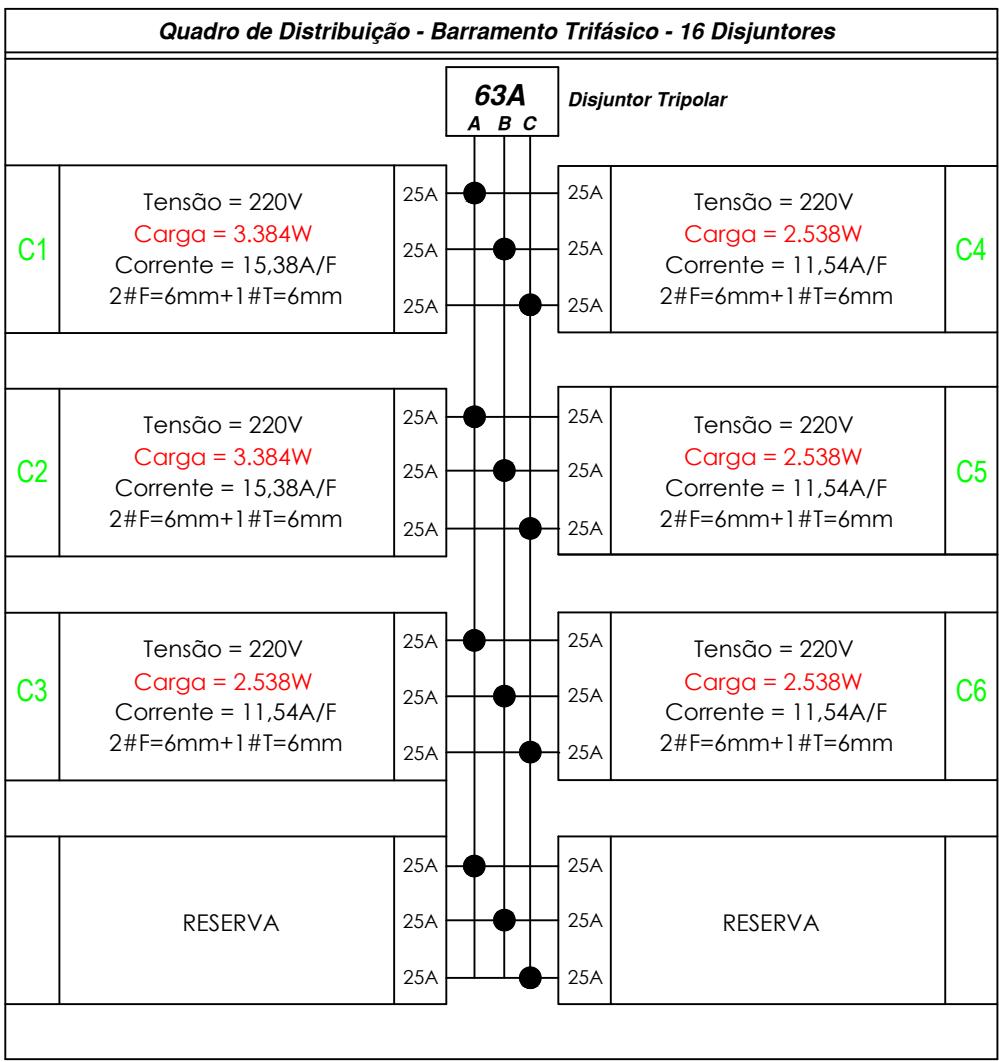 Quadro de Distribuição - Barramento Trifásico - 16 Disjuntores
63A
Disjuntor Tripolar
A B C
C1
Tensão = 220V
Carga = 3.384W
Corrente = 15,38A/F
2#F=6mm+1#T=6mm
25A
25A
25A
25A
25A
25A
Tensão = 220V
Carga = 2.538W
Corrente = 11,54A/F
2#F=6mm+1#T=6mm
C4
C2
Tensão = 220V
Carga = 3.384W
Corrente = 15,38A/F
2#F=6mm+1#T=6mm
25A
25A
25A
25A
25A
25A
Tensão = 220V
Carga = 2.538W
Corrente = 11,54A/F
2#F=6mm+1#T=6mm
C5
C3
Tensão = 220V
Carga = 2.538W
Corrente = 11,54A/F
2#F=6mm+1#T=6mm
25A
25A
25A
25A
25A
25A
Tensão = 220V
Carga = 2.538W
Corrente = 11,54A/F
2#F=6mm+1#T=6mm
C6
RESERVA
25A
25A
25A
25A
25A
25A
RESERVA